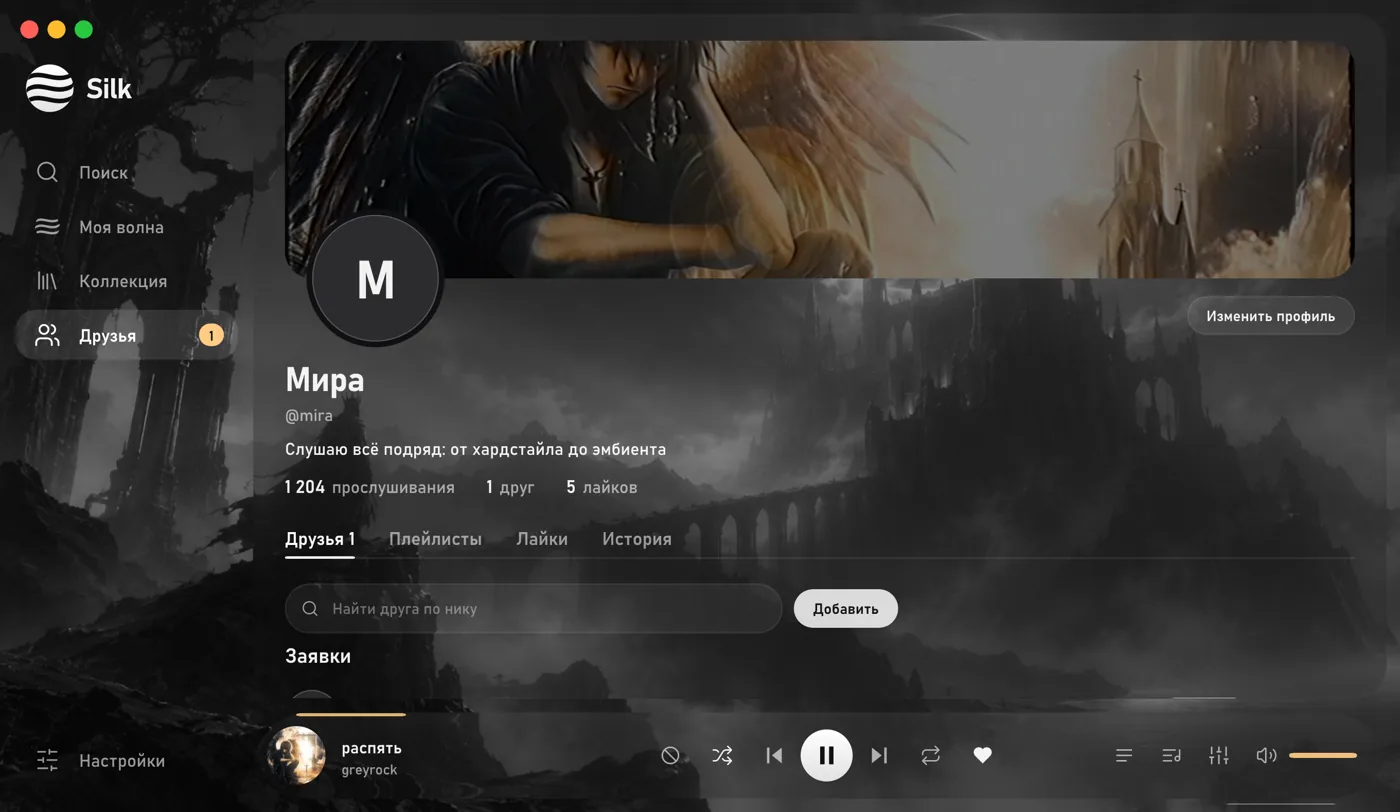 Silk
Поиск
Моя волна
Коллекция
Друзья 1
Настройки
M
Изменить профиль
Мира
@mira
Слушаю всё подряд: от хардстайла до эмбиента
1 204 прослушивания 1 друг 5 лайков
Друзья 1 Плейлисты Лайки История
Найти друга по нику Добавить
Заявки
распять
greyrock